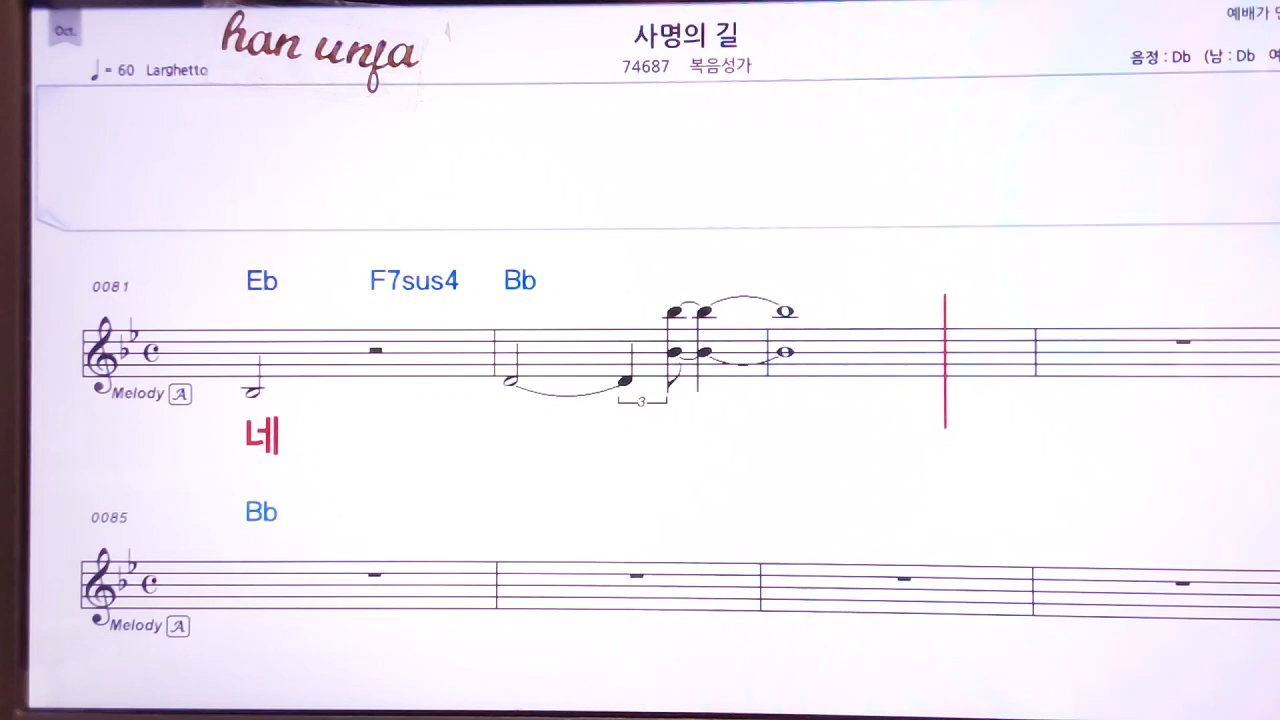 예배가
Oct.
han unfa
사명의 길
♩= 60 Larghetto
74687 복음성가
음정 : Db (남 : Db
0081
Eb F7sus4 Bb
Melody A
3
네
0085
Bb
Melody A